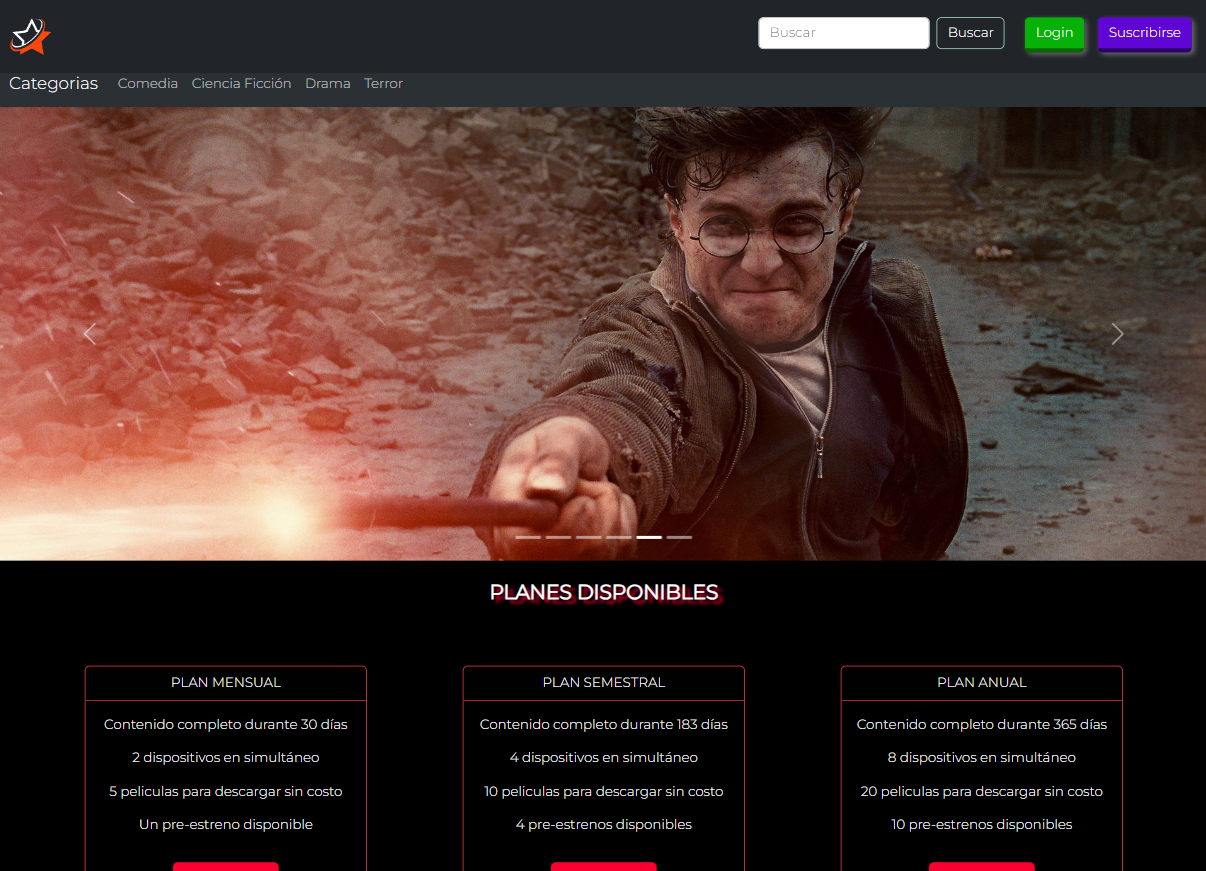 Buscar
Buscar
Login
Suscribirse
Categorias
Comedia
Ciencia Ficción
Drama
Terror
PLANES DISPONIBLES
PLAN MENSUAL
Contenido completo durante 30 días
2 dispositivos en simultáneo
5 peliculas para descargar sin costo
Un pre-estreno disponible
PLAN SEMESTRAL
Contenido completo durante 183 días
4 dispositivos en simultáneo
10 peliculas para descargar sin costo
4 pre-estrenos disponibles
PLAN ANUAL
Contenido completo durante 365 días
8 dispositivos en simultáneo
20 peliculas para descargar sin costo
10 pre-estrenos disponibles